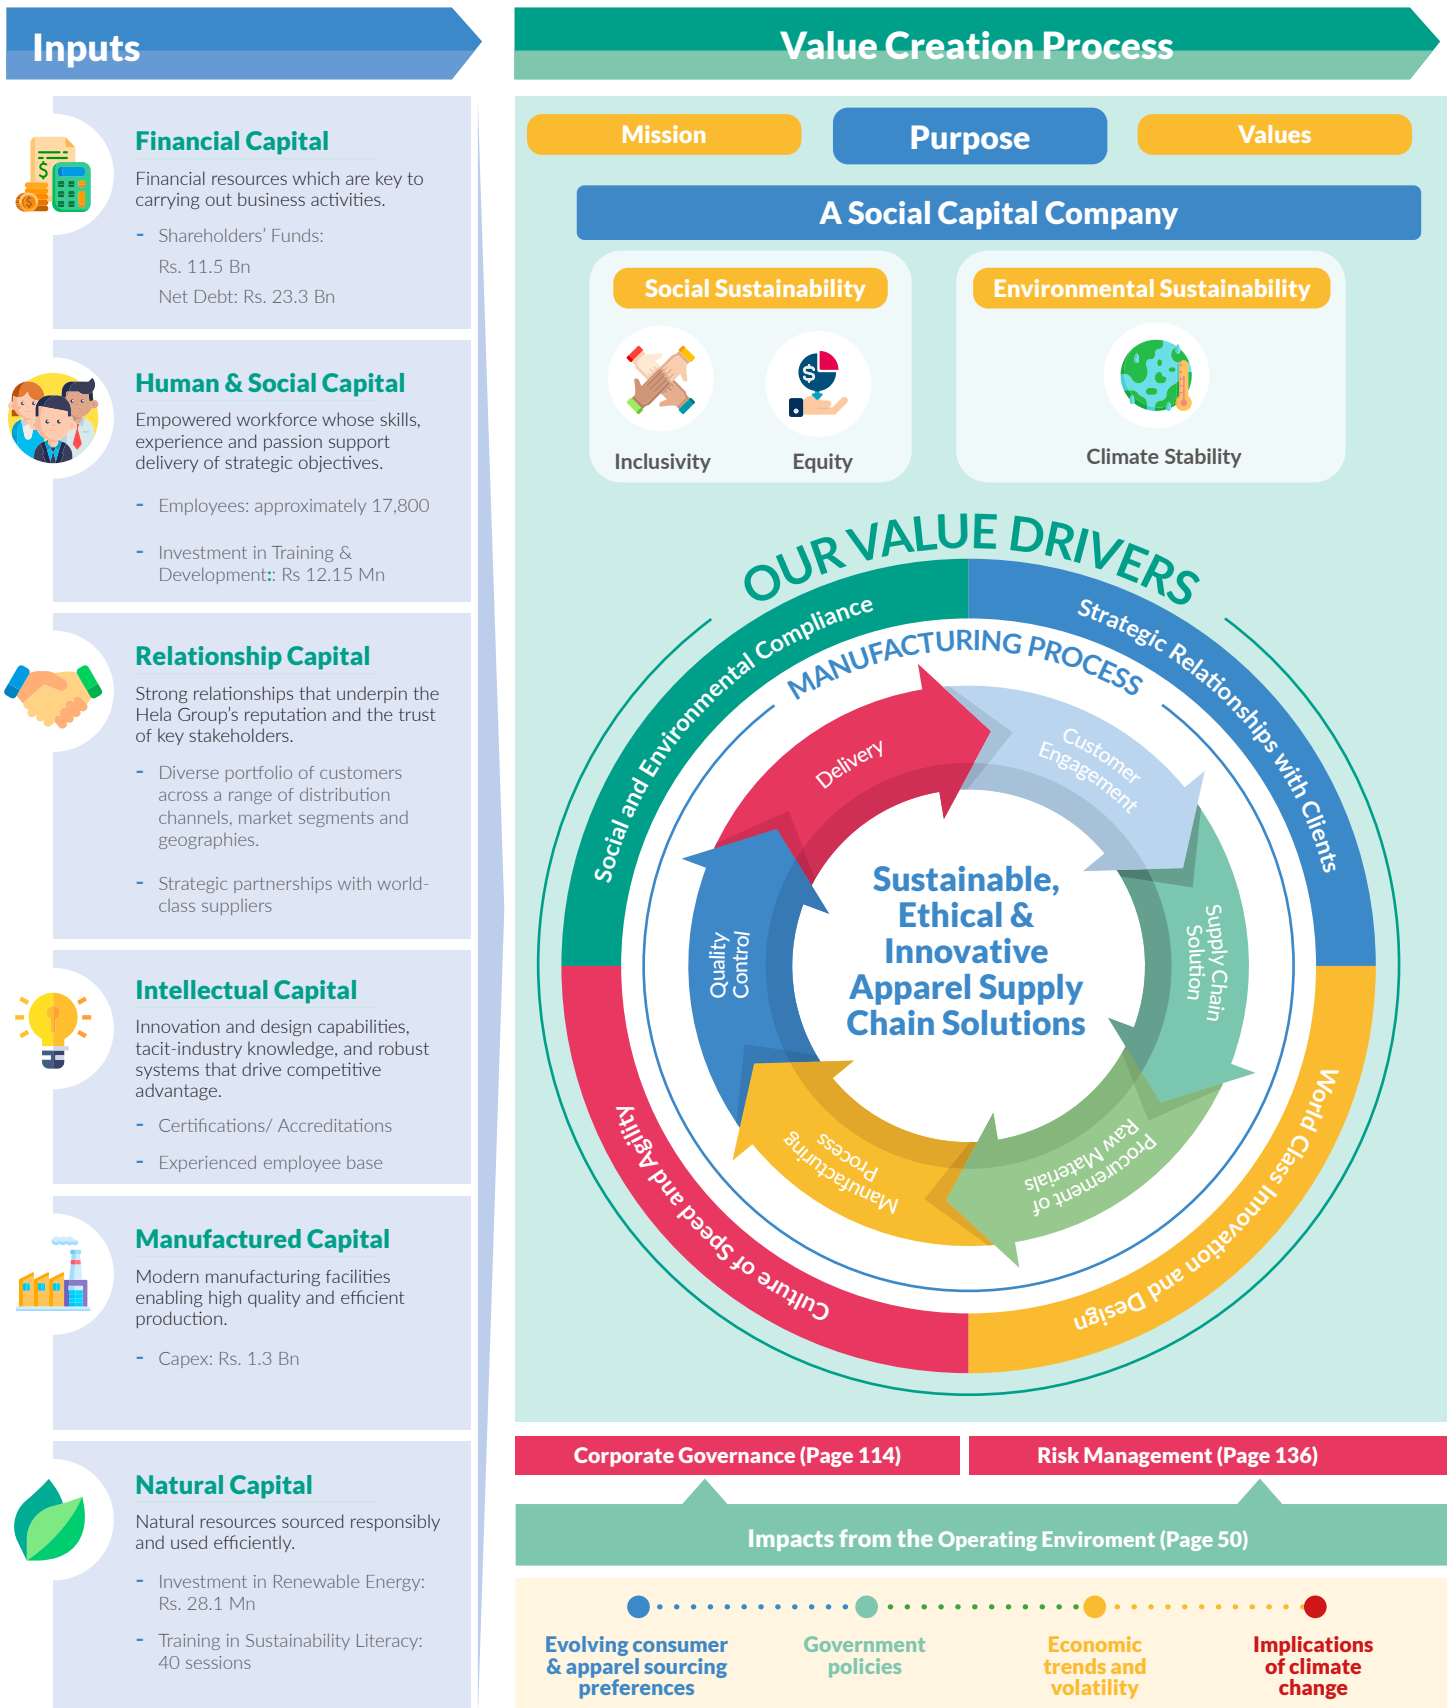 Inputs
Financial Capital
Financial resources which are key to
carrying out business activities.
- Shareholders' Funds:
Rs. 11.5 Bn
Net Debt: Rs. 23.3 Bn
Human & Social Capital
Empowered workforce whose skills,
experience and passion support
delivery of strategic objectives.
- Employees: approximately 17,800
- Investment in Training &
Development:: Rs 12.15 Mn
Relationship Capital
Strong relationships that underpin the
Hela Group's reputation and the trust
of key stakeholders.
- Diverse portfolio of customers
across a range of distribution
channels, market segments and
geographies.
- Strategic partnerships with world-
class suppliers
Intellectual Capital
Innovation and design capabilities,
tacit-industry knowledge, and robust
systems that drive competitive
advantage.
- Certifications/ Accreditations
- Experienced employee base
Manufactured Capital
Modern manufacturing facilities
enabling high quality and efficient
production.
- Capex: Rs. 1.3 Bn
Natural Capital
Natural resources sourced responsibly
and used efficiently.
- Investment in Renewable Energy:
Rs. 28.1 Mn
- Training in Sustainability Literacy:
40 sessions
Value Creation Process
Mission
Purpose
Values
A Social Capital Company
Social Sustainability
Inclusivity
Equity
Environmental Sustainability
Climate Stability
OUR VALUE DRIVERS
Social and Environmental Compliance
Strategic Relationships with Clients
World Class Innovation and Design
Culture of Speed and Agility
MANUFACTURING PROCESS
Customer
Engagement
Supply Chain
Solution
Procurement of
Raw Materials
Manufacturing
Process
Quality
Control
Delivery
Sustainable,
Ethical &
Innovative
Apparel Supply
Chain Solutions
Corporate Governance (Page 114)
Risk Management (Page 136)
Impacts from the Operating Enviroment (Page 50)
Evolving consumer
& apparel sourcing
preferences
Government
policies
Economic
trends and
volatility
Implications
of climate
change